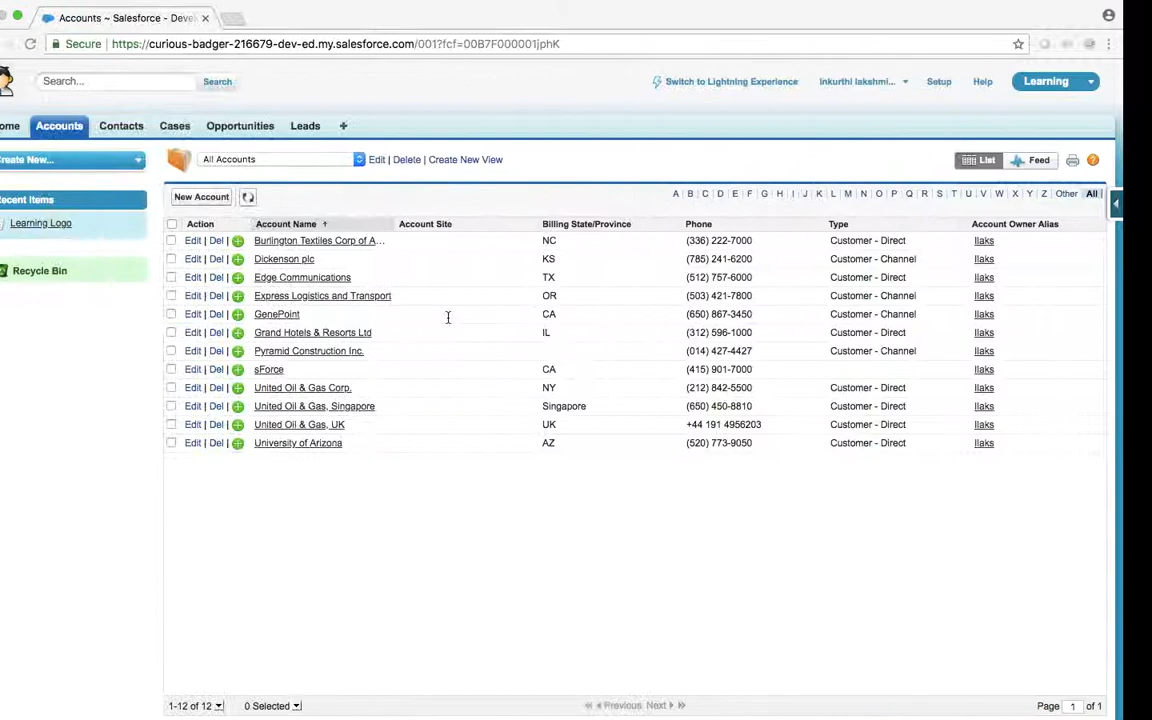 Accounts ~ Salesforce - Deve
Secure | https://curious-badger-216679-dev-ed.my.salesforce.com/001?fcf=00B7F000001jphK
Search... Search Switch to Lightning Experience Inkurthi lakshmi... Setup Help Learning
ome Accounts Contacts Cases Opportunities Leads +
reate New...
All Accounts Edit | Delete | Create New View List Feed
Recent Items
Learning Logo
Recycle Bin
New Account A B C D E F G H I J K L M N O P Q R S T U V W X Y Z Other All
Action Account Name Account Site Billing State/Province Phone Type Account Owner Alias
Edit | Del | Burlington Textiles Corp of A... NC (336) 222-7000 Customer - Direct llaks
Edit | Del | Dickenson plc KS (785) 241-6200 Customer - Channel llaks
Edit | Del | Edge Communications TX (512) 757-6000 Customer - Direct llaks
Edit | Del | Express Logistics and Transport OR (503) 421-7800 Customer - Channel llaks
Edit | Del | GenePoint CA (650) 867-3450 Customer - Channel llaks
Edit | Del | Grand Hotels & Resorts Ltd IL (312) 596-1000 Customer - Direct llaks
Edit | Del | Pyramid Construction Inc. (014) 427-4427 Customer - Channel llaks
Edit | Del | sForce CA (415) 901-7000 llaks
Edit | Del | United Oil & Gas Corp. NY (212) 842-5500 Customer - Direct llaks
Edit | Del | United Oil & Gas, Singapore Singapore (650) 450-8810 Customer - Direct llaks
Edit | Del | United Oil & Gas, UK UK +44 191 4956203 Customer - Direct llaks
Edit | Del | University of Arizona AZ (520) 773-9050 Customer - Direct llaks
1-12 of 12 0 Selected Previous Next Page 1 of 1